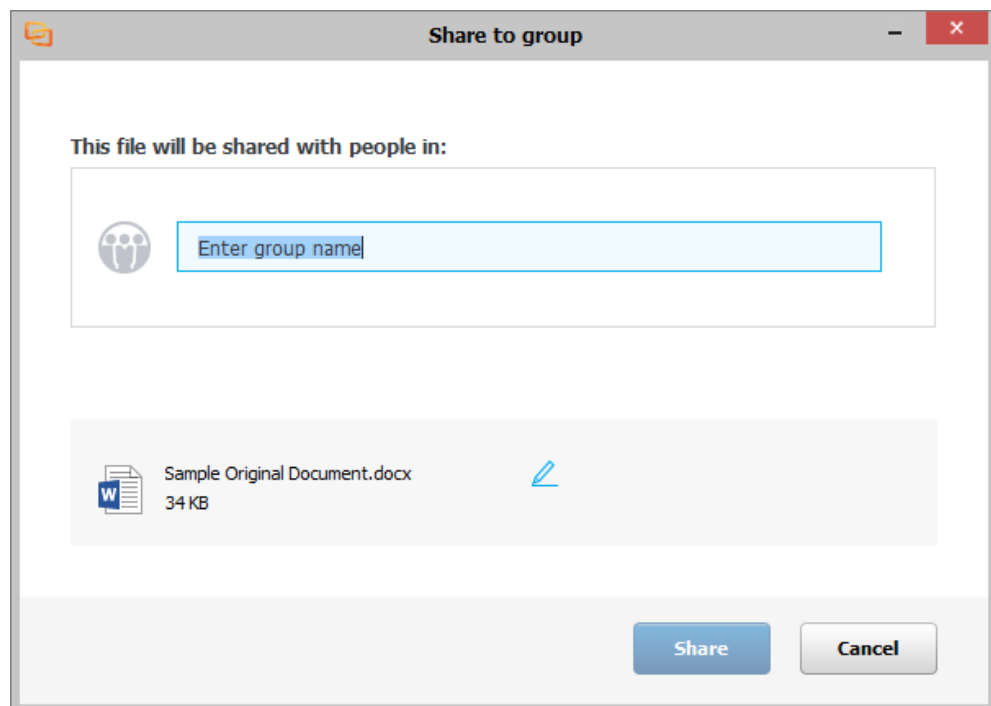 Share to group
This file will be shared with people in:
Enter group name
W
Sample Original Document.docx
34 KB
Share
Cancel